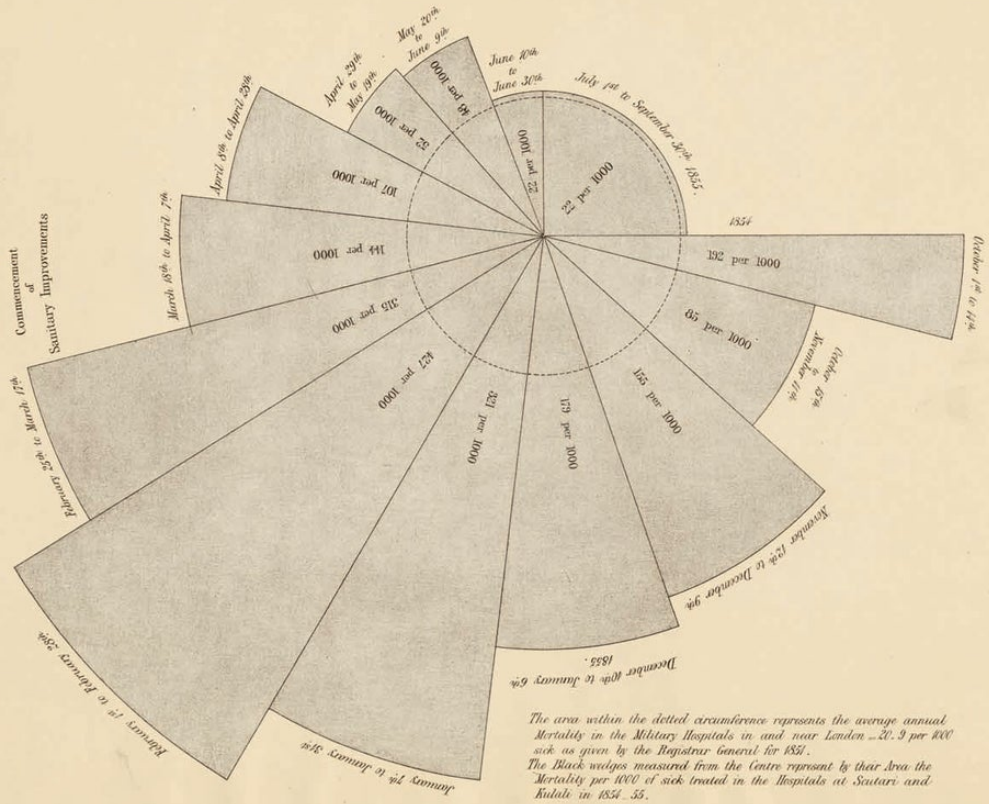 July 1st to September 30th 1855.
22 per 1000
1854
October 1st to 14th
192 per 1000
October 15th
to
November 11th
85 per 1000
November 12th to December 9th
155 per 1000
December 10th to January 6th
1855.
179 per 1000
January 7th to January 31st
321 per 1000
February 1st to February 28th
427 per 1000
February 25th to March 17th
315 per 1000
Commencement
of
Sanitary Improvements
March 18th to April 7th
144 per 1000
April 8th to April 28th
107 per 1000
April 29th
to
May 19th
52 per 1000
May 20th
to
June 9th
48 per 1000
June 10th
to
June 30th
22 per 1000
The area within the dotted circumference represents the average annual
Mortality in the Military Hospitals in and near London _ 20. 9 per 1000
sick as given by the Registrar General for 1851.
The Black wedges measured from the Centre represent by their Area the
Mortality per 1000 of sick treated in the Hospitals at Scutari and
Kulali in 1854 _ 55.